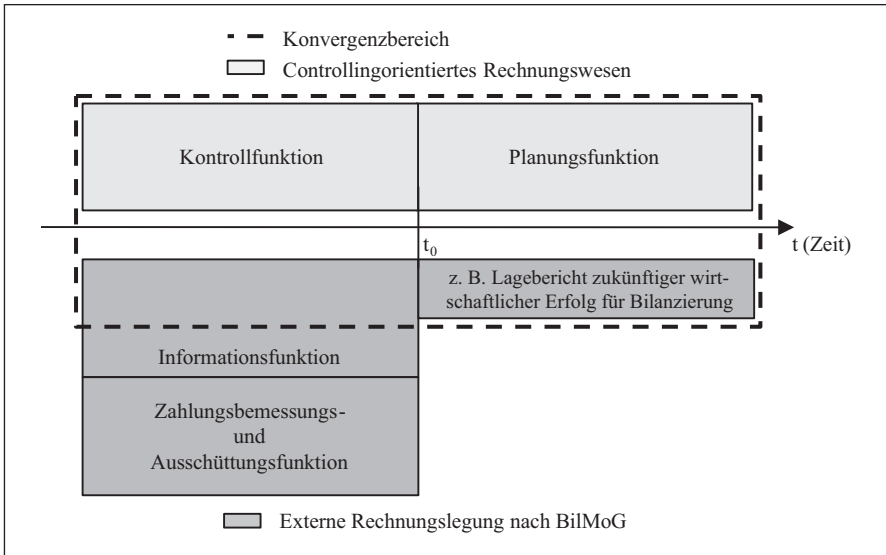 Konvergenzbereich
Controllingorientiertes Rechnungswesen
Kontrollfunktion
Planungsfunktion
t₀
t (Zeit)
z. B. Lagebericht zukünftiger wirt-
schaftlicher Erfolg für Bilanzierung
Informationsfunktion
Zahlungsbemessungs-
und
Ausschüttungsfunktion
Externe Rechnungslegung nach BilMoG